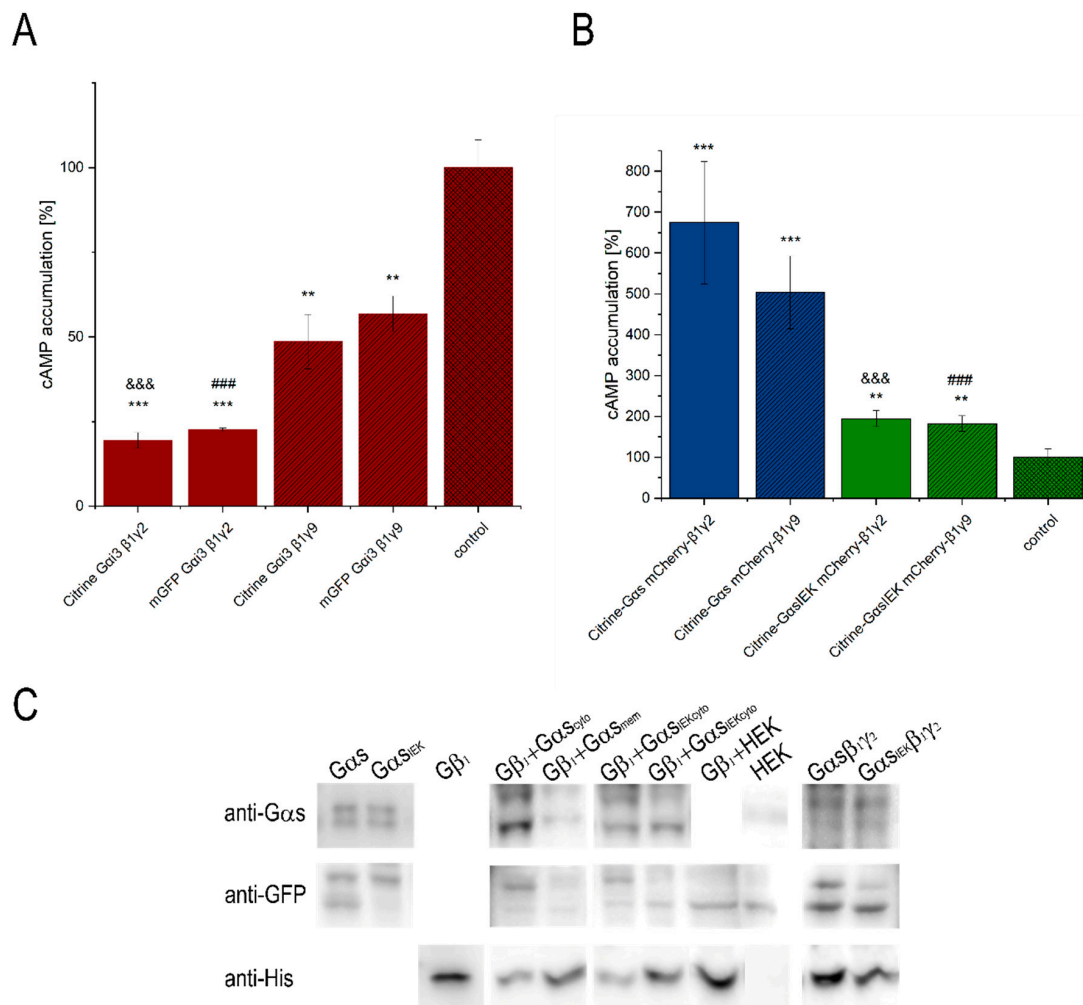 A
cAMP accumulation [%]
100
50
0
&&&
***
###
***
**
**
Citrine Gαi3 β1γ2
mGFP Gαi3 β1γ2
Citrine Gαi3 β1γ9
mGFP Gαi3 β1γ9
control
B
cAMP accumulation [%]
800
700
600
500
400
300
200
100
0
***
***
&&&
**
###
**
Citrine-Gαs mCherry-β1γ2
Citrine-Gαs mCherry-β1γ9
Citrine-GαsIEK mCherry-β1γ2
Citrine-GαsIEK mCherry-β1γ9
control
C
Gαs
GαsIEK
Gβ1
Gβ1+Gαscyto
Gβ1+Gαsmem
Gβ1+GαsIEKcyto
Gβ1+GαsIEKcyto
Gβ1+HEK
HEK
Gαsβ1γ2
GαsIEKβ1γ2
anti-Gαs
anti-GFP
anti-His